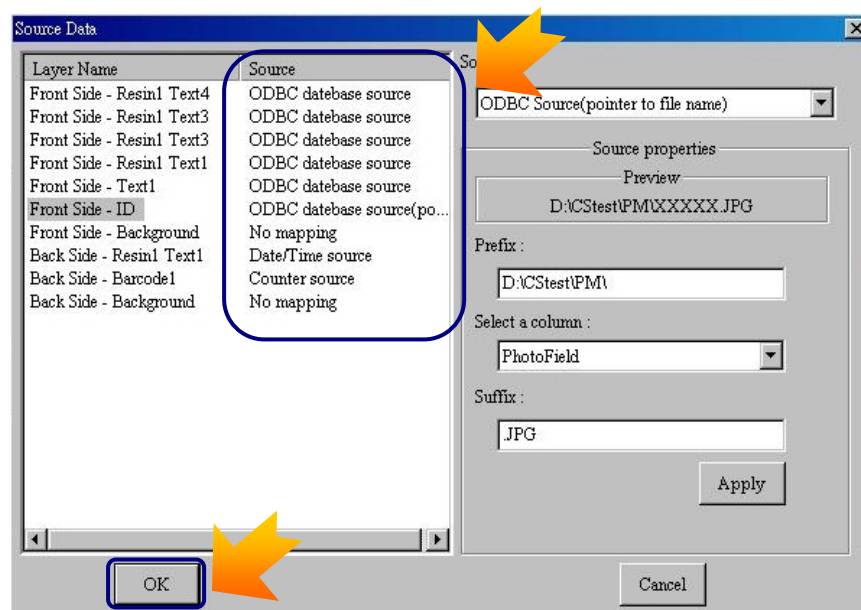 Source Data
Layer Name Source
Front Side - Resin1 Text4 ODBC datebase source
Front Side - Resin1 Text3 ODBC datebase source
Front Side - Resin1 Text3 ODBC datebase source
Front Side - Resin1 Text1 ODBC datebase source
Front Side - Text1 ODBC datebase source
Front Side - ID ODBC datebase source(po...
Front Side - Background No mapping
Back Side - Resin1 Text1 Date/Time source
Back Side - Barcode1 Counter source
Back Side - Background No mapping
ODBC Source(pointer to file name)
Source properties
Preview
D:\CStest\PM\XXXXX.JPG
Prefix :
D:\CStest\PM\
Select a column :
PhotoField
Suffix :
.JPG
Apply
OK
Cancel